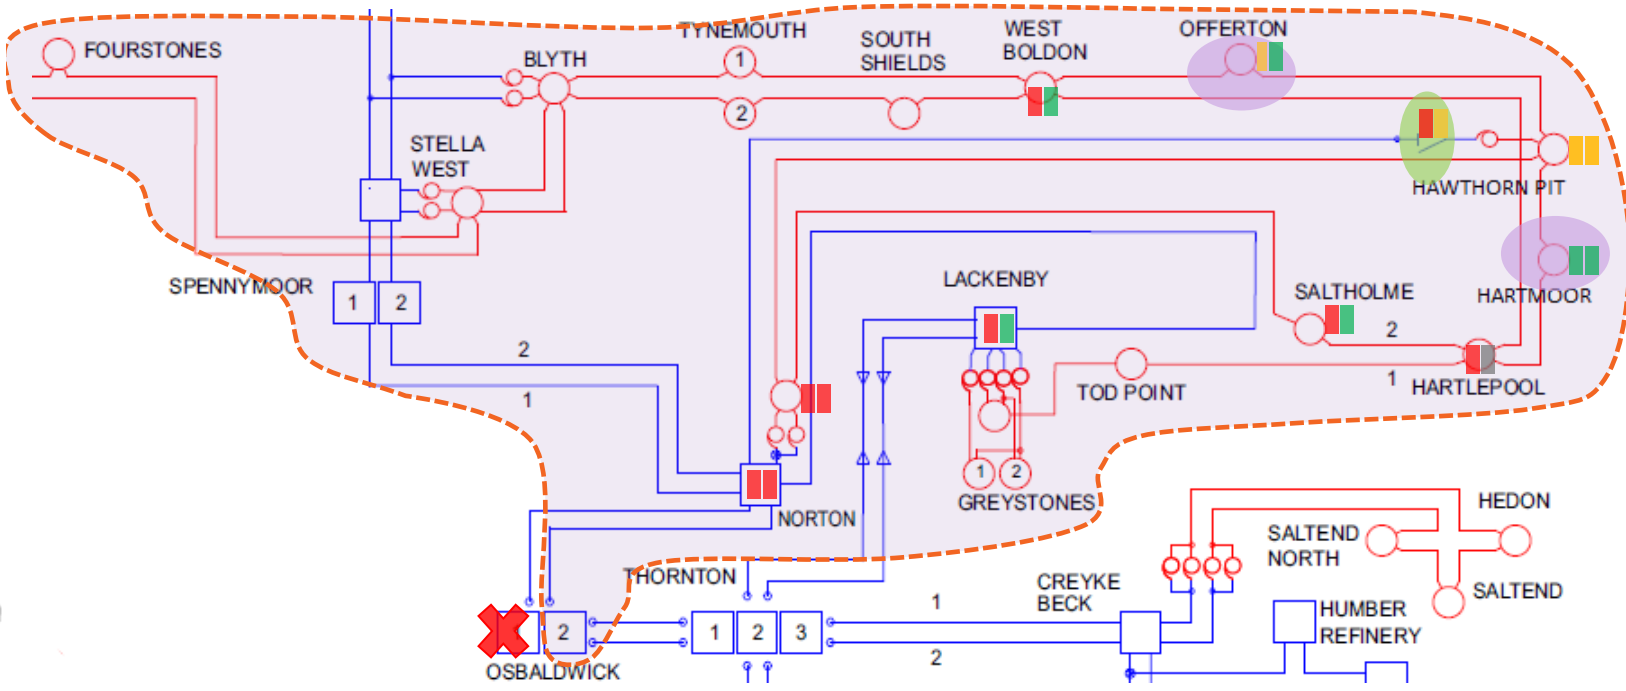 FOURSTONES
BLYTH
TYNEMOUTH
1
2
SOUTH
SHIELDS
WEST
BOLDON
OFFERTON
STELLA
WEST
HAWTHORN PIT
SPENNYMOOR
1
2
LACKENBY
SALTHOLME
HARTMOOR
2
1
2
1
TOD POINT
HARTLEPOOL
1
2
GREYSTONES
NORTON
HEDON
SALTEND
NORTH
SALTEND
THORNTON
CREYKE
BECK
1
2
2
1
2
3
HUMBER
REFINERY
OSBALDWICK